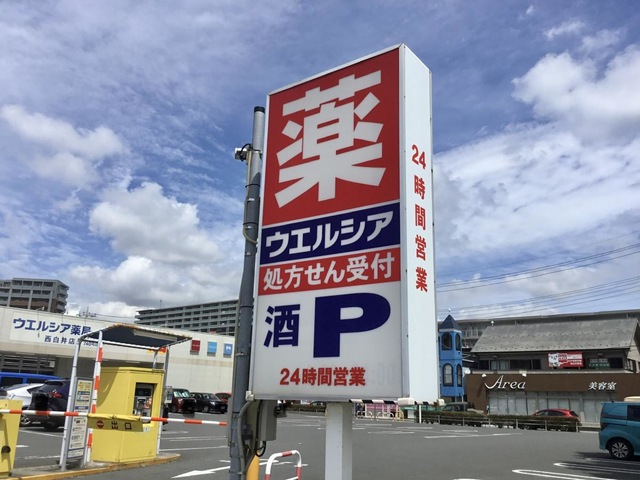 薬
ウエルシア
処方せん受付
酒 P
24時間営業
24時間営業
ウエルシア薬局
西白井店
出口
Area
美容室